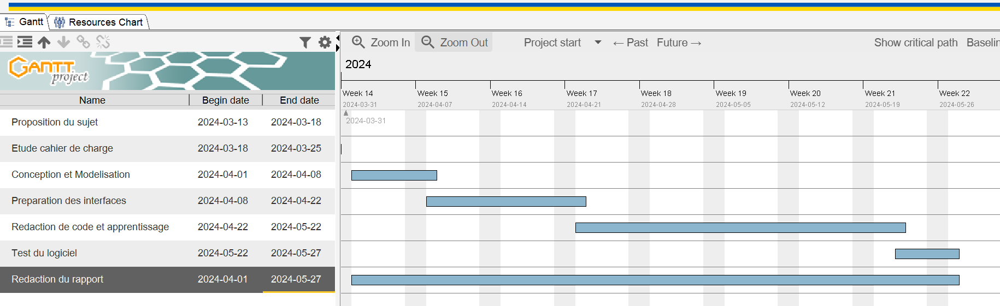 Gantt
Resources Chart
Zoom In
Zoom Out
Project start
← Past
Future →
Show critical path
Baselin
GANTT
project
2024
Week 14
Week 15
Week 16
Week 17
Week 18
Week 19
Week 20
Week 21
Week 22
2024-03-31
2024-04-07
2024-04-14
2024-04-21
2024-04-28
2024-05-05
2024-05-12
2024-05-19
2024-05-26
2024-03-31
Name Begin date End date
Proposition du sujet 2024-03-13 2024-03-18
Etude cahier de charge 2024-03-18 2024-03-25
Conception et Modelisation 2024-04-01 2024-04-08
Preparation des interfaces 2024-04-08 2024-04-22
Redaction de code et apprentissage 2024-04-22 2024-05-22
Test du logiciel 2024-05-22 2024-05-27
Redaction du rapport 2024-04-01 2024-05-27